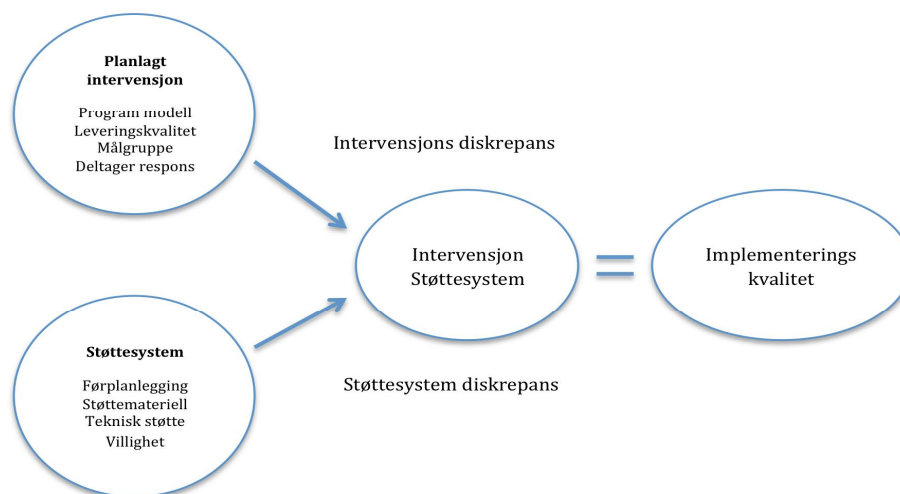 Planlagt
intervensjon
Program modell
Leveringskvalitet
Målgruppe
Deltager respons
Intervensjons diskrepans
Intervensjon
Støttesystem
Implementerings
kvalitet
Støttesystem
Førplanlegging
Støttemateriell
Teknisk støtte
Villighet
Støttesystem diskrepans